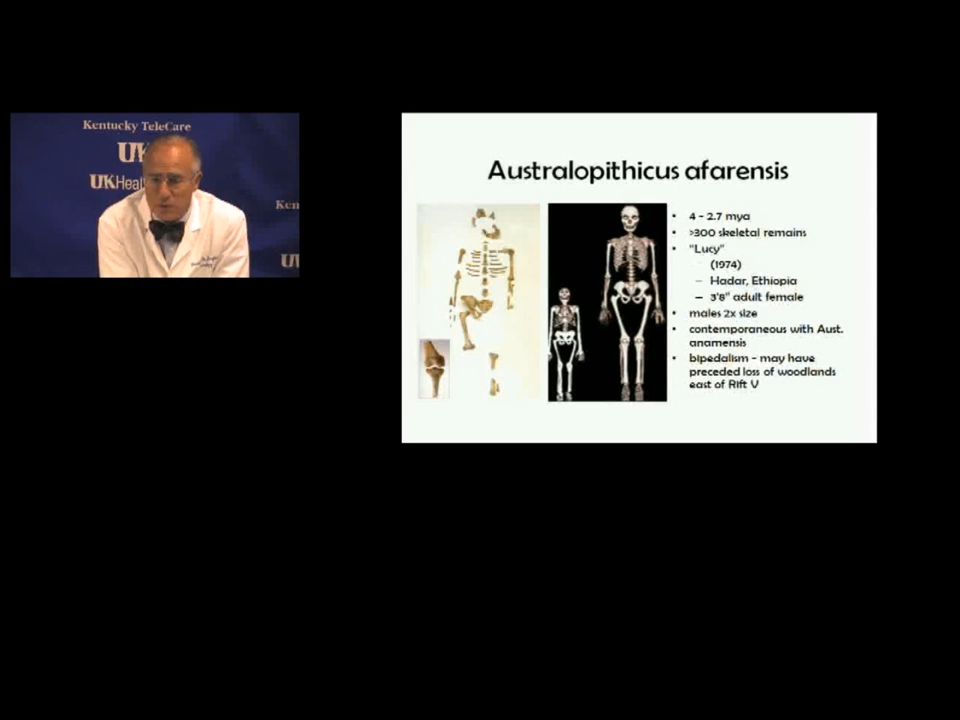 Kentucky TeleCare
UK
UKHeal
Ken
U
Australopithicus afarensis
• 4 - 2.7 mya
• >300 skeletal remains
• "Lucy"
– (1974)
– Hadar, Ethiopia
– 3'8" adult female
• males 2x size
• contemporaneous with Aust.
anamensis
• bipedalism - may have
preceded loss of woodlands
east of Rift V